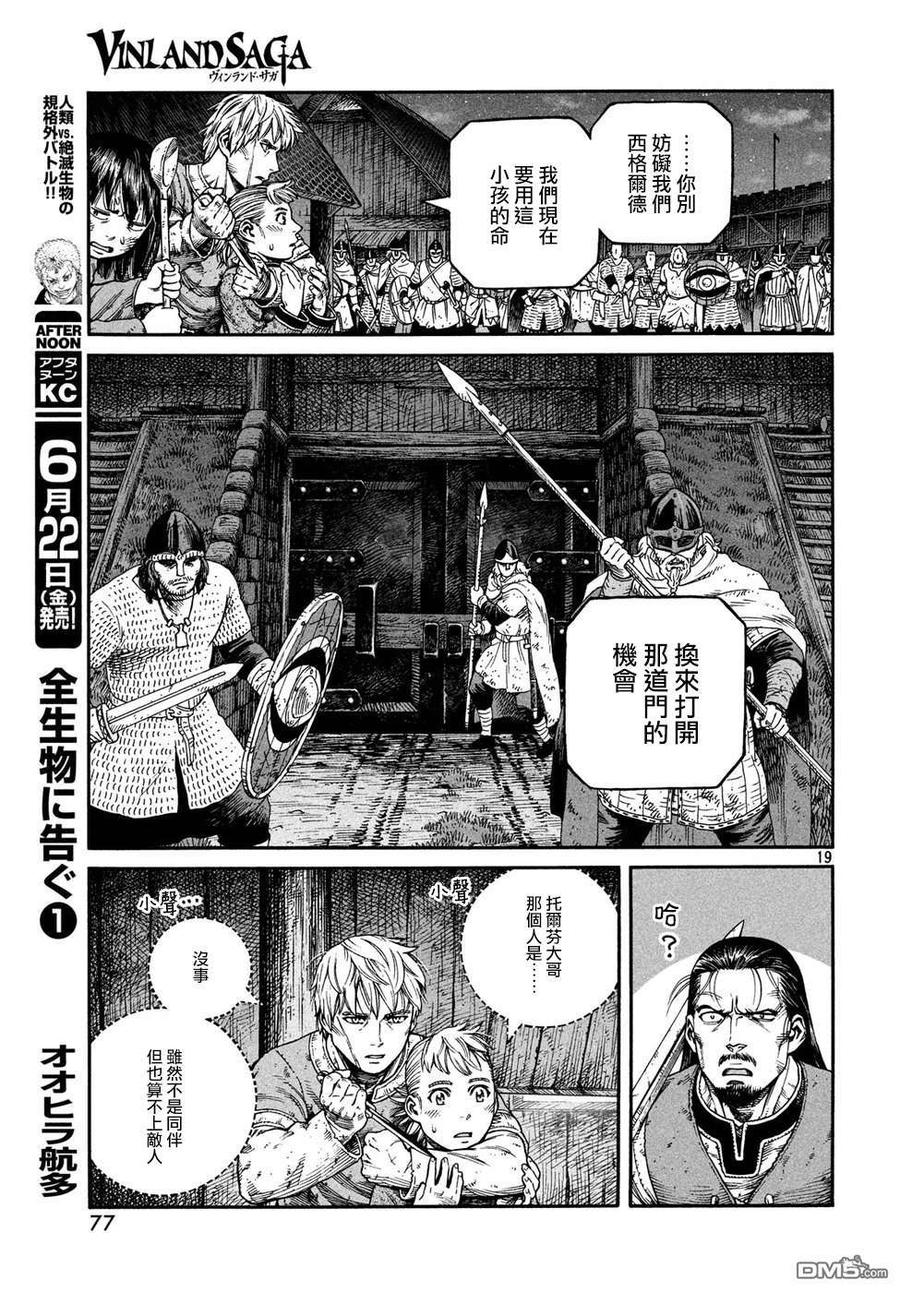 VINLAND SAGA
ヴィンランド・サガ
人類vs.絶滅生物の
規格外バトル!!
AFTER
NOON
アフタ
ヌーン
KC
6月22日(金)発売!
全生物に告ぐ❶
オオヒラ航多
……你別
妨礙我們
西格爾德
我們現在
要用這
小孩的命
換來打開
那道門的
機會
19
哈?
小聲
托爾芬大哥
那個人是……
小聲…
沒事
雖然不是同伴
但也算不上敵人
77
DM5.com